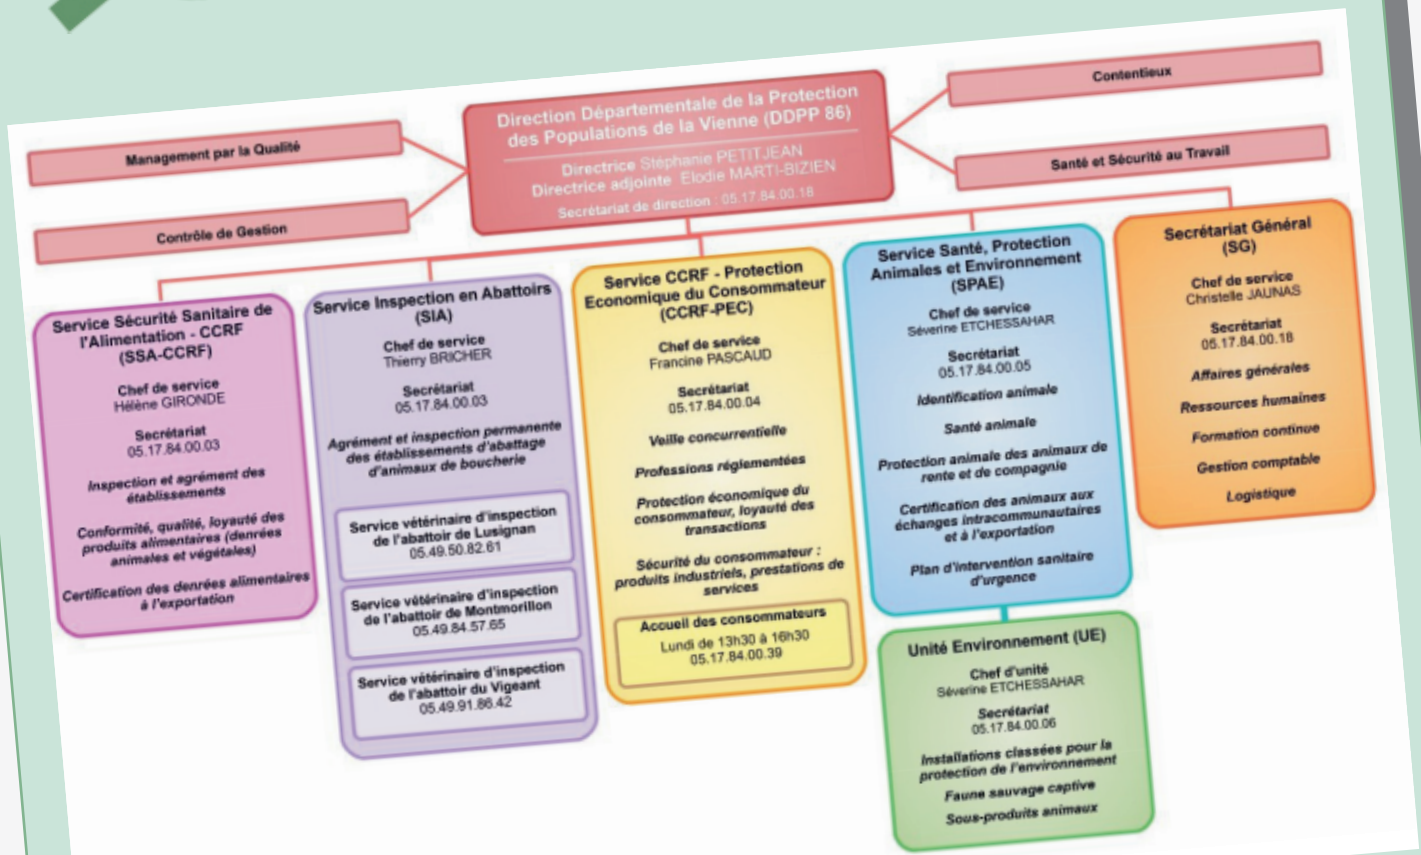 Management par la Qualité
Contrôle de Gestion
Direction Départementale de la Protection
des Populations de la Vienne (DDPP 86)
Directrice Stéphanie PETITJEAN
Directrice adjointe Elodie MARTI-BIZIEN
Secrétariat de direction : 05.17.84.00.18
Contentieux
Santé et Sécurité au Travail
Service Sécurité Sanitaire de
l'Alimentation - CCRF
(SSA-CCRF)
Chef de service
Hélène GIRONDE
Secrétariat
05.17.84.00.03
Inspection et agrément des
établissements
Conformité, qualité, loyauté des
produits alimentaires (denrées
animales et végétales)
Certification des denrées alimentaires
à l'exportation
Service Inspection en Abattoirs
(SIA)
Chef de service
Thierry BRICHER
Secrétariat
05.17.84.00.03
Agrément et inspection permanente
des établissements d'abattage
d'animaux de boucherie
Service vétérinaire d'inspection
de l'abattoir de Lusignan
05.49.50.82.61
Service vétérinaire d'inspection
de l'abattoir de Montmorillon
05.49.84.57.65
Service vétérinaire d'inspection
de l'abattoir du Vigeant
05.49.91.86.42
Service CCRF - Protection
Economique du Consommateur
(CCRF-PEC)
Chef de service
Francine PASCAUD
Secrétariat
05.17.84.00.04
Veille concurrentielle
Professions réglementées
Protection économique du
consommateur, loyauté des
transactions
Sécurité du consommateur :
produits industriels, prestations de
services
Accueil des consommateurs
Lundi de 13h30 à 16h30
05.17.84.00.39
Service Santé, Protection
Animales et Environnement
(SPAE)
Chef de service
Séverine ETCHESSAHAR
Secrétariat
05.17.84.00.05
Identification animale
Santé animale
Protection animale des animaux de
rente et de compagnie
Certification des animaux aux
échanges intracommunautaires
et à l'exportation
Plan d'intervention sanitaire
d'urgence
Unité Environnement (UE)
Chef d'unité
Séverine ETCHESSAHAR
Secrétariat
05.17.84.00.06
Installations classées pour la
protection de l'environnement
Faune sauvage captive
Sous-produits animaux
Secrétariat Général
(SG)
Chef de service
Christelle JAUNAS
Secrétariat
05.17.84.00.18
Affaires générales
Ressources humaines
Formation continue
Gestion comptable
Logistique